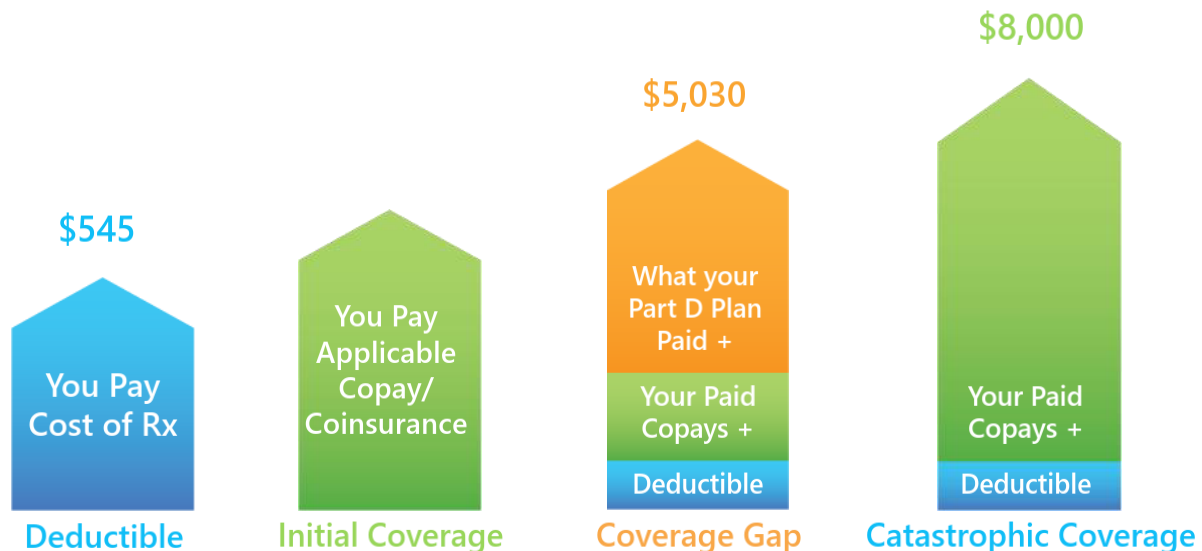 $545
You Pay
Cost of Rx
Deductible
You Pay
Applicable
Copay/
Coinsurance
Initial Coverage
$5,030
What your
Part D Plan
Paid +
Your Paid
Copays +
Deductible
Coverage Gap
$8,000
Your Paid
Copays +
Deductible
Catastrophic Coverage